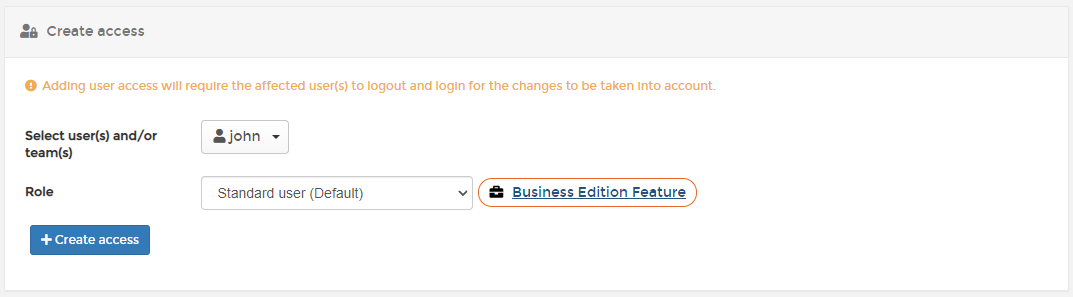 Create access
Adding user access will require the affected user(s) to logout and login for the changes to be taken into account.
Select user(s) and/or
team(s)
john
Role
Standard user (Default)
Business Edition Feature
Create access